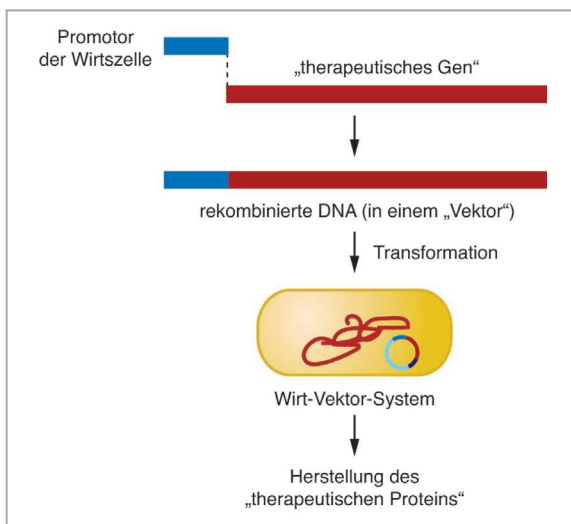 Promotor
der Wirtszelle
„therapeutisches Gen“
rekombinierte DNA (in einem „Vektor“)
Transformation
Wirt-Vektor-System
Herstellung des
„therapeutischen Proteins“